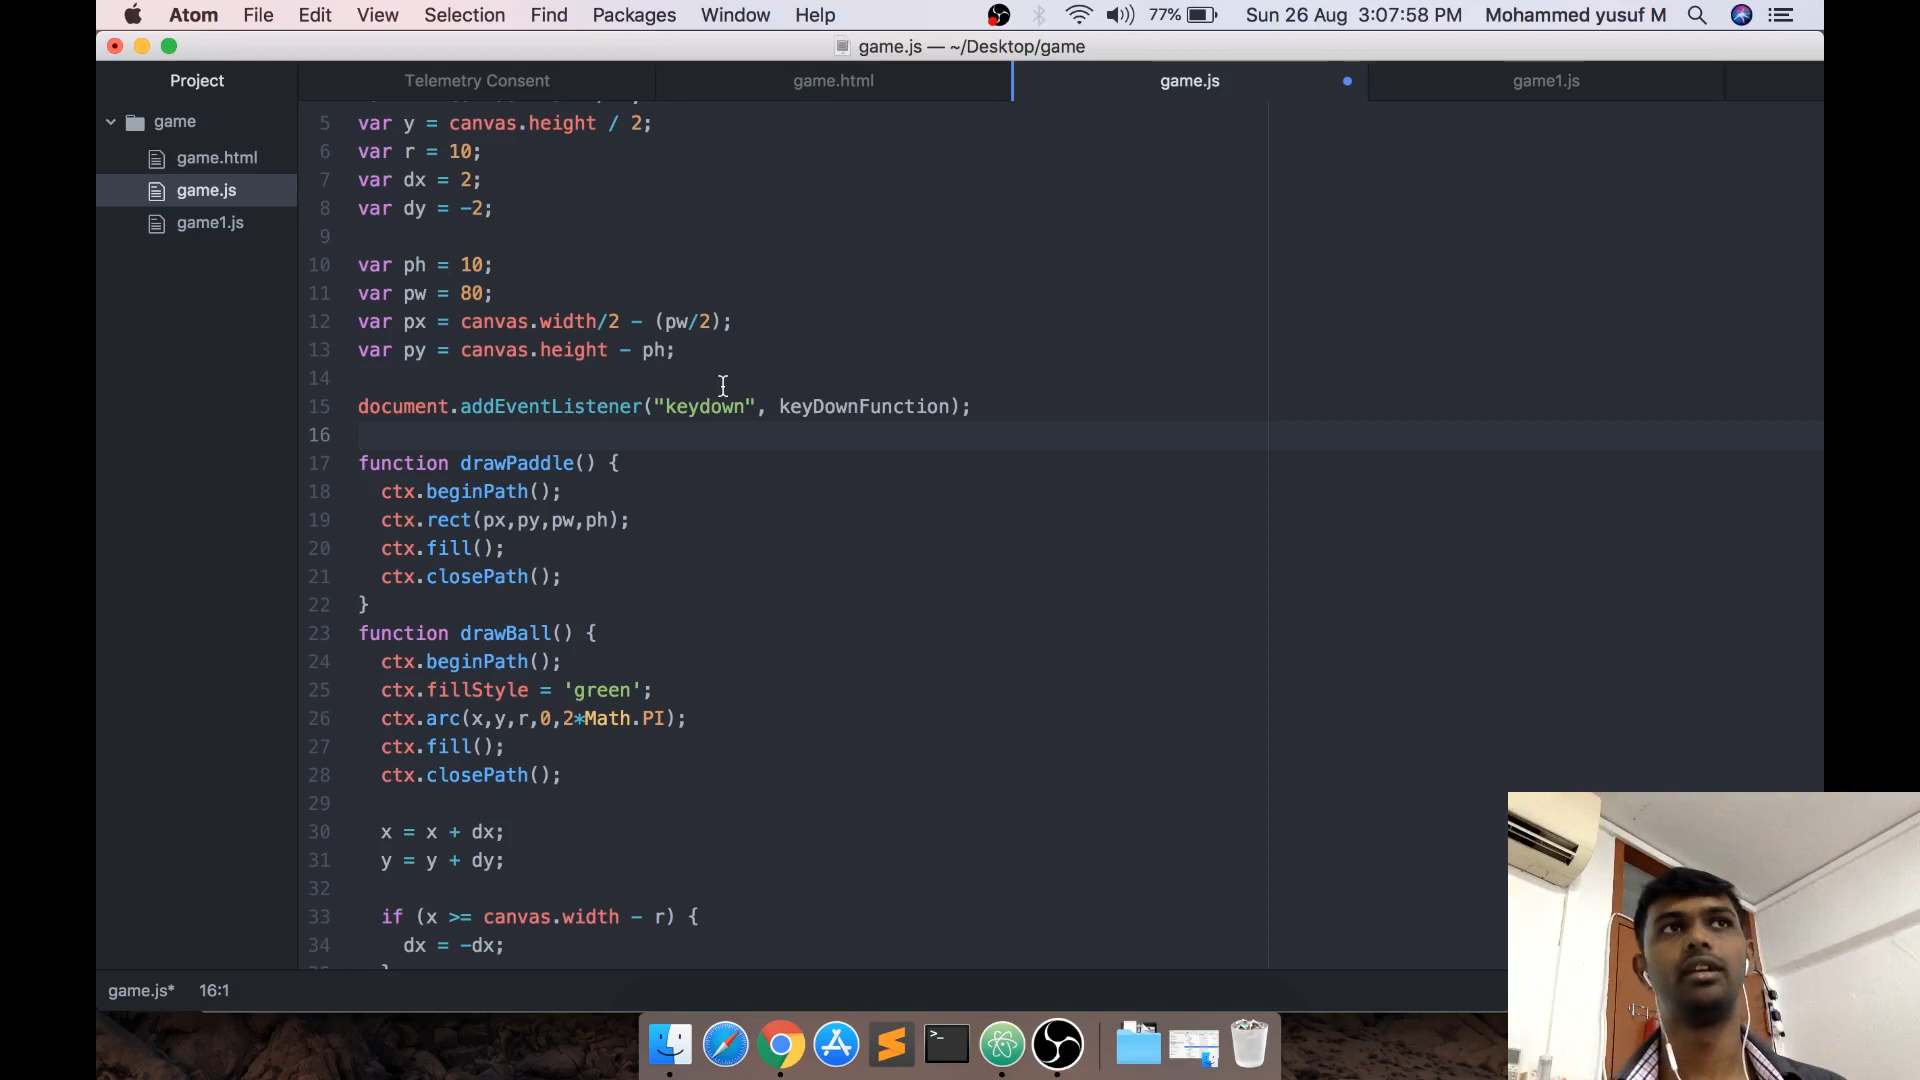 Atom File Edit View Selection Find Packages Window Help 77% Sun 26 Aug 3:07:58 PM Mohammed yusuf M
game.js — ~/Desktop/game
Project Telemetry Consent game.html game.js game1.js
game
game.html
game.js
game1.js
5 var y = canvas.height / 2;
6 var r = 10;
7 var dx = 2;
8 var dy = -2;
9
10 var ph = 10;
11 var pw = 80;
12 var px = canvas.width/2 - (pw/2);
13 var py = canvas.height - ph;
14
15 document.addEventListener("keydown", keyDownFunction);
16
17 function drawPaddle() {
18 ctx.beginPath();
19 ctx.rect(px,py,pw,ph);
20 ctx.fill();
21 ctx.closePath();
22 }
23 function drawBall() {
24 ctx.beginPath();
25 ctx.fillStyle = 'green';
26 ctx.arc(x,y,r,0,2*Math.PI);
27 ctx.fill();
28 ctx.closePath();
29
30 x = x + dx;
31 y = y + dy;
32
33 if (x >= canvas.width - r) {
34 dx = -dx;
game.js* 16:1